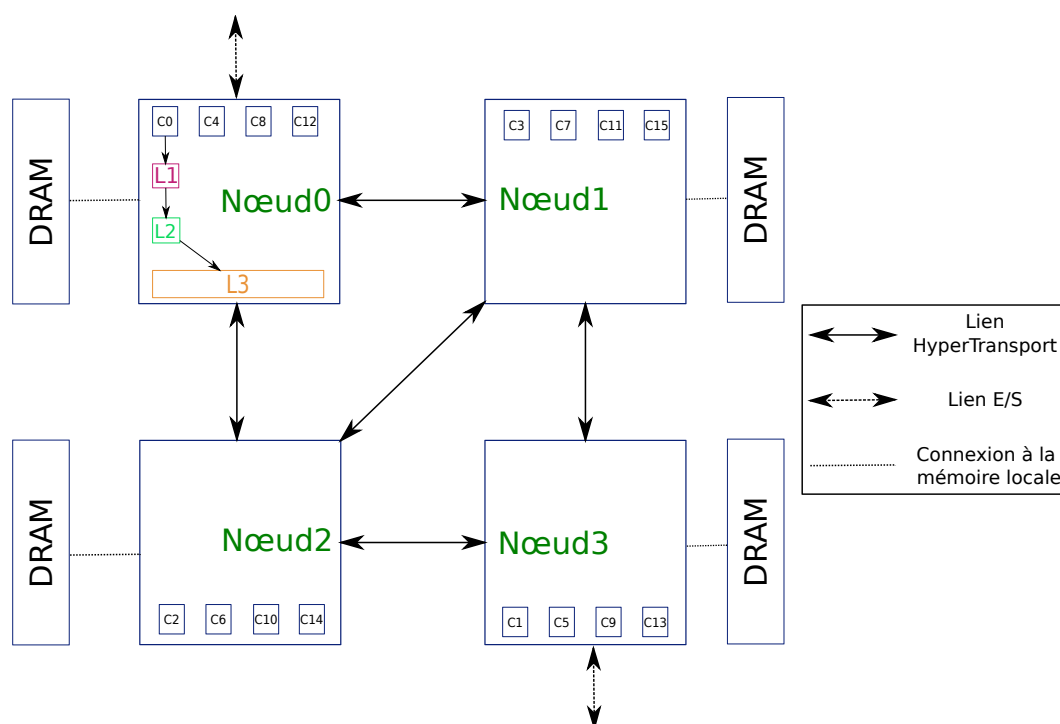 C0 C4 C8 C12
L1
L2
L3
Nœud0
DRAM
C3 C7 C11 C15
Nœud1
DRAM
Nœud2
C2 C6 C10 C14
DRAM
Nœud3
C1 C5 C9 C13
DRAM
Lien
HyperTransport
Lien E/S
Connexion à la
mémoire locale